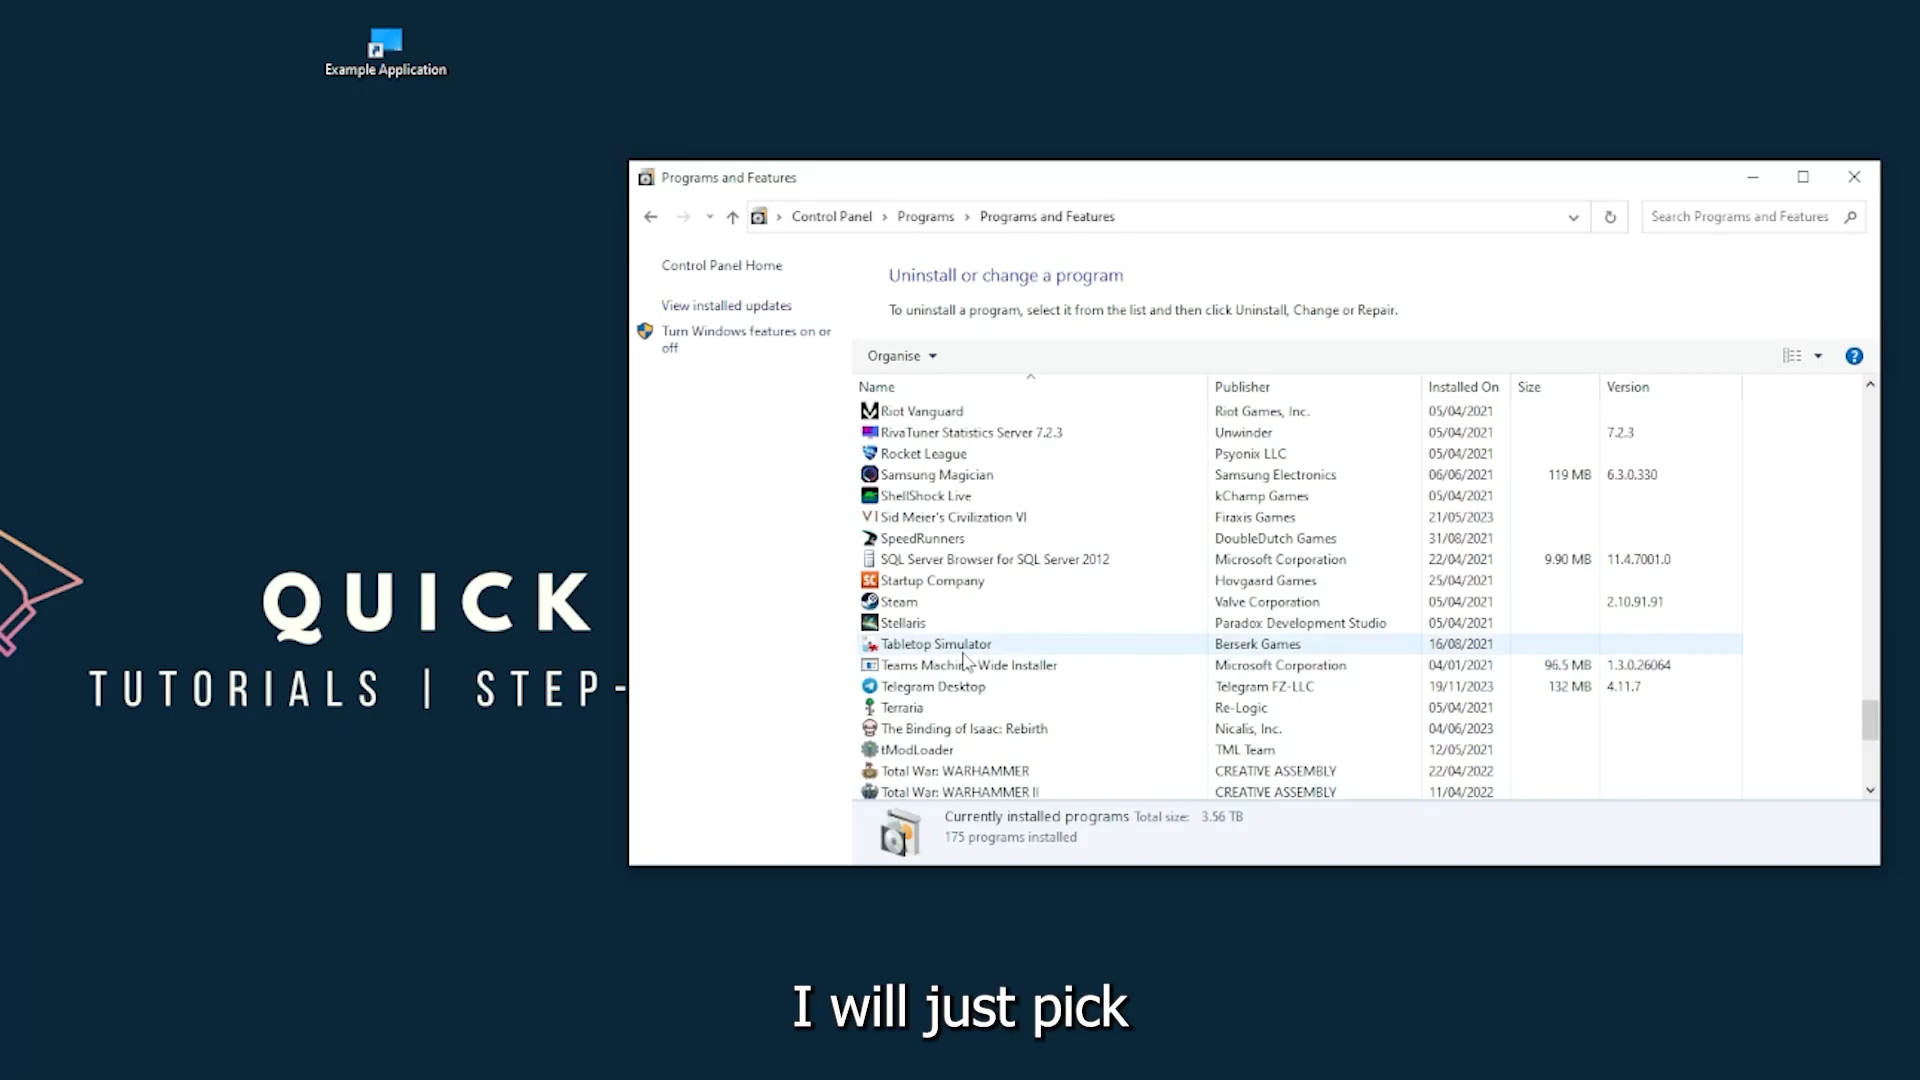 Example Application
Programs and Features
Control Panel > Programs > Programs and Features
Search Programs and Features
Control Panel Home
View installed updates
Turn Windows features on or
off
Uninstall or change a program
To uninstall a program, select it from the list and then click Uninstall, Change or Repair.
Organise
Name Publisher Installed On Size Version
Riot Vanguard Riot Games, Inc. 05/04/2021
RivaTuner Statistics Server 7.2.3 Unwinder 05/04/2021 7.2.3
Rocket League Psyonix LLC 05/04/2021
Samsung Magician Samsung Electronics 06/06/2021 119 MB 6.3.0.330
ShellShock Live kChamp Games 05/04/2021
VI Sid Meier's Civilization VI Firaxis Games 21/05/2023
SpeedRunners DoubleDutch Games 31/08/2021
SQL Server Browser for SQL Server 2012 Microsoft Corporation 22/04/2021 9.90 MB 11.4.7001.0
SC Startup Company Hovgaard Games 25/04/2021
Steam Valve Corporation 05/04/2021 2.10.91.91
Stellaris Paradox Development Studio 05/04/2021
Tabletop Simulator Berserk Games 16/08/2021
Teams Machine-Wide Installer Microsoft Corporation 04/01/2021 96.5 MB 1.3.0.26064
Telegram Desktop Telegram FZ-LLC 19/11/2023 132 MB 4.11.7
Terraria Re-Logic 05/04/2021
The Binding of Isaac: Rebirth Nicalis, Inc. 04/06/2023
tModLoader TML Team 12/05/2021
Total War: WARHAMMER CREATIVE ASSEMBLY 22/04/2022
Total War: WARHAMMER II CREATIVE ASSEMBLY 11/04/2022
Currently installed programs Total size: 3.56 TB
175 programs installed
QUICK
TUTORIALS | STEP-
I will just pick